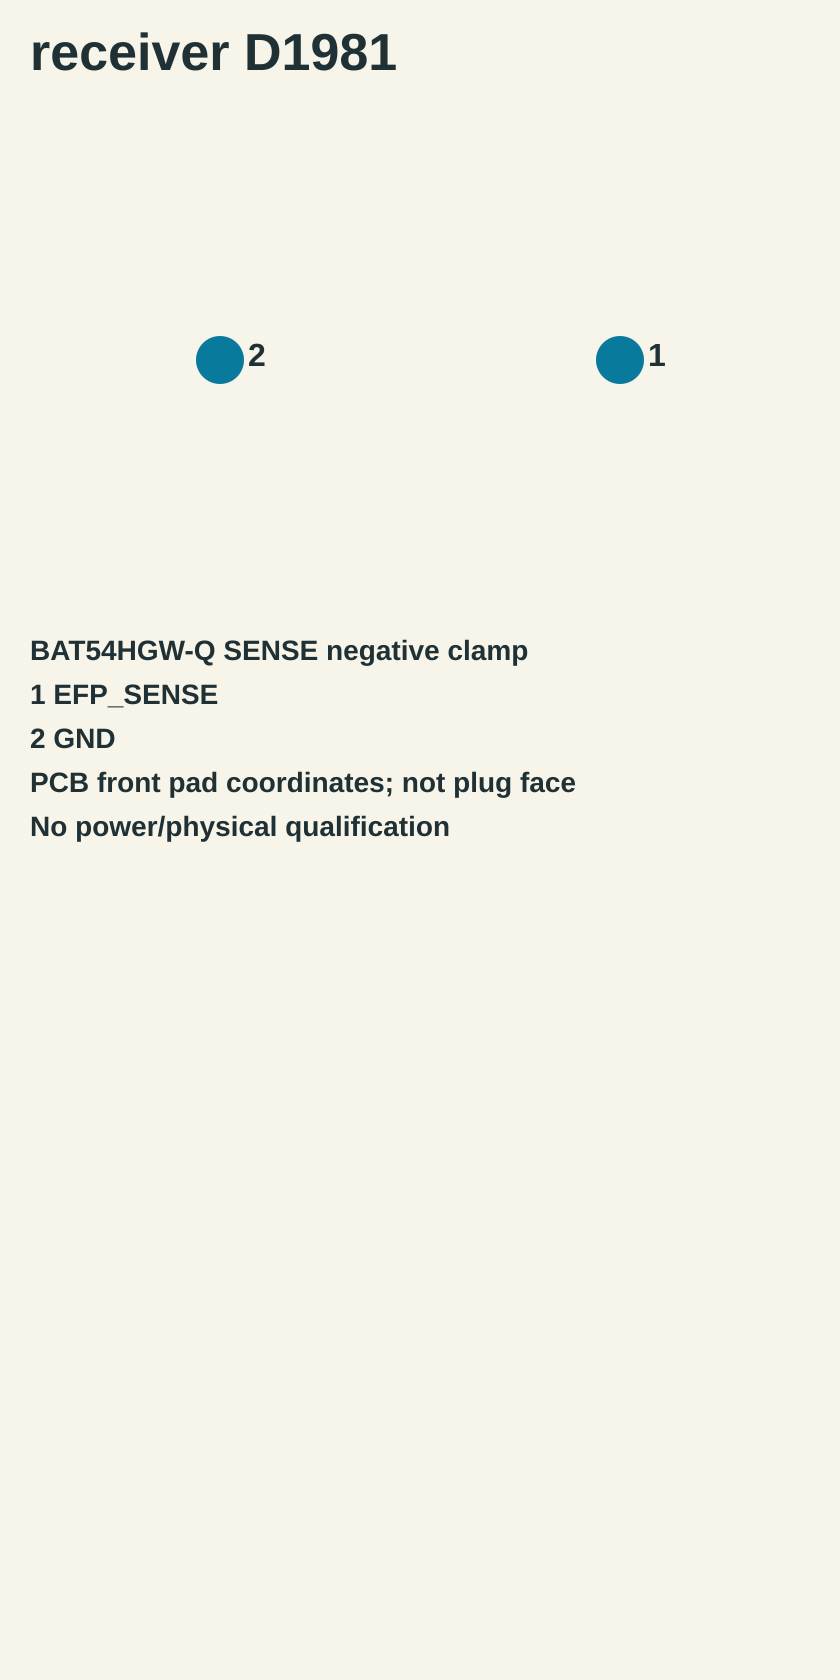 receiver D1981
2
1
BAT54HGW-Q SENSE negative clamp
1 EFP_SENSE
2 GND
PCB front pad coordinates; not plug face
No power/physical qualification